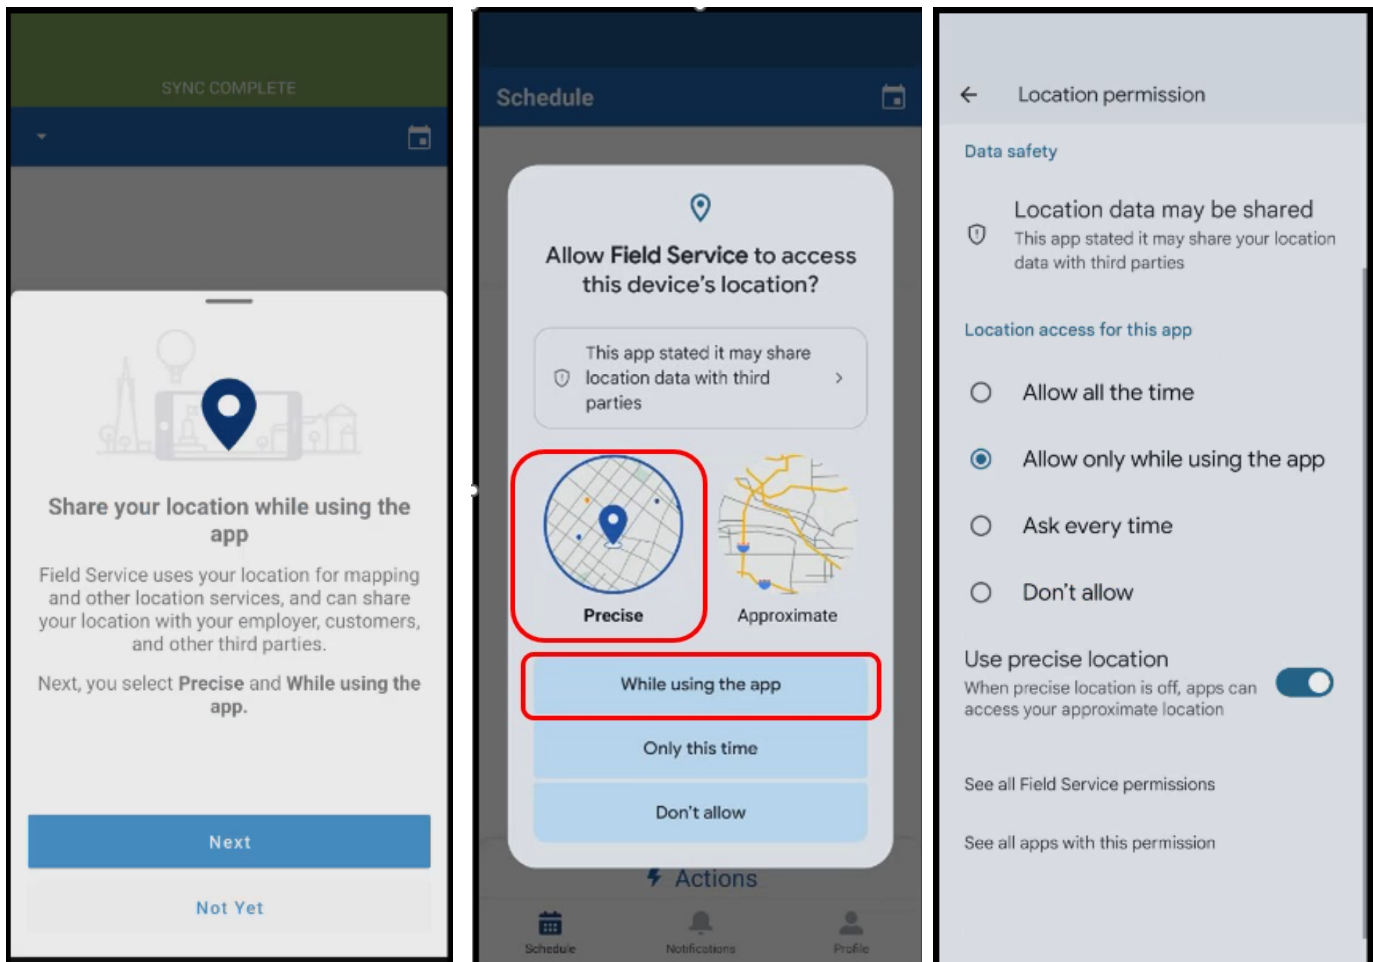 SYNC COMPLETE
Share your location while using the
app
Field Service uses your location for mapping
and other location services, and can share
your location with your employer, customers,
and other third parties.
Next, you select Precise and While using the
app.
Next
Not Yet
Schedule
Allow Field Service to access
this device's location?
This app stated it may share
location data with third
parties
Precise
Approximate
While using the app
Only this time
Don't allow
Actions
Schedule
Notifications
Profile
Location permission
Data safety
Location data may be shared
This app stated it may share your location
data with third parties
Location access for this app
Allow all the time
Allow only while using the app
Ask every time
Don't allow
Use precise location
When precise location is off, apps can
access your approximate location
See all Field Service permissions
See all apps with this permission